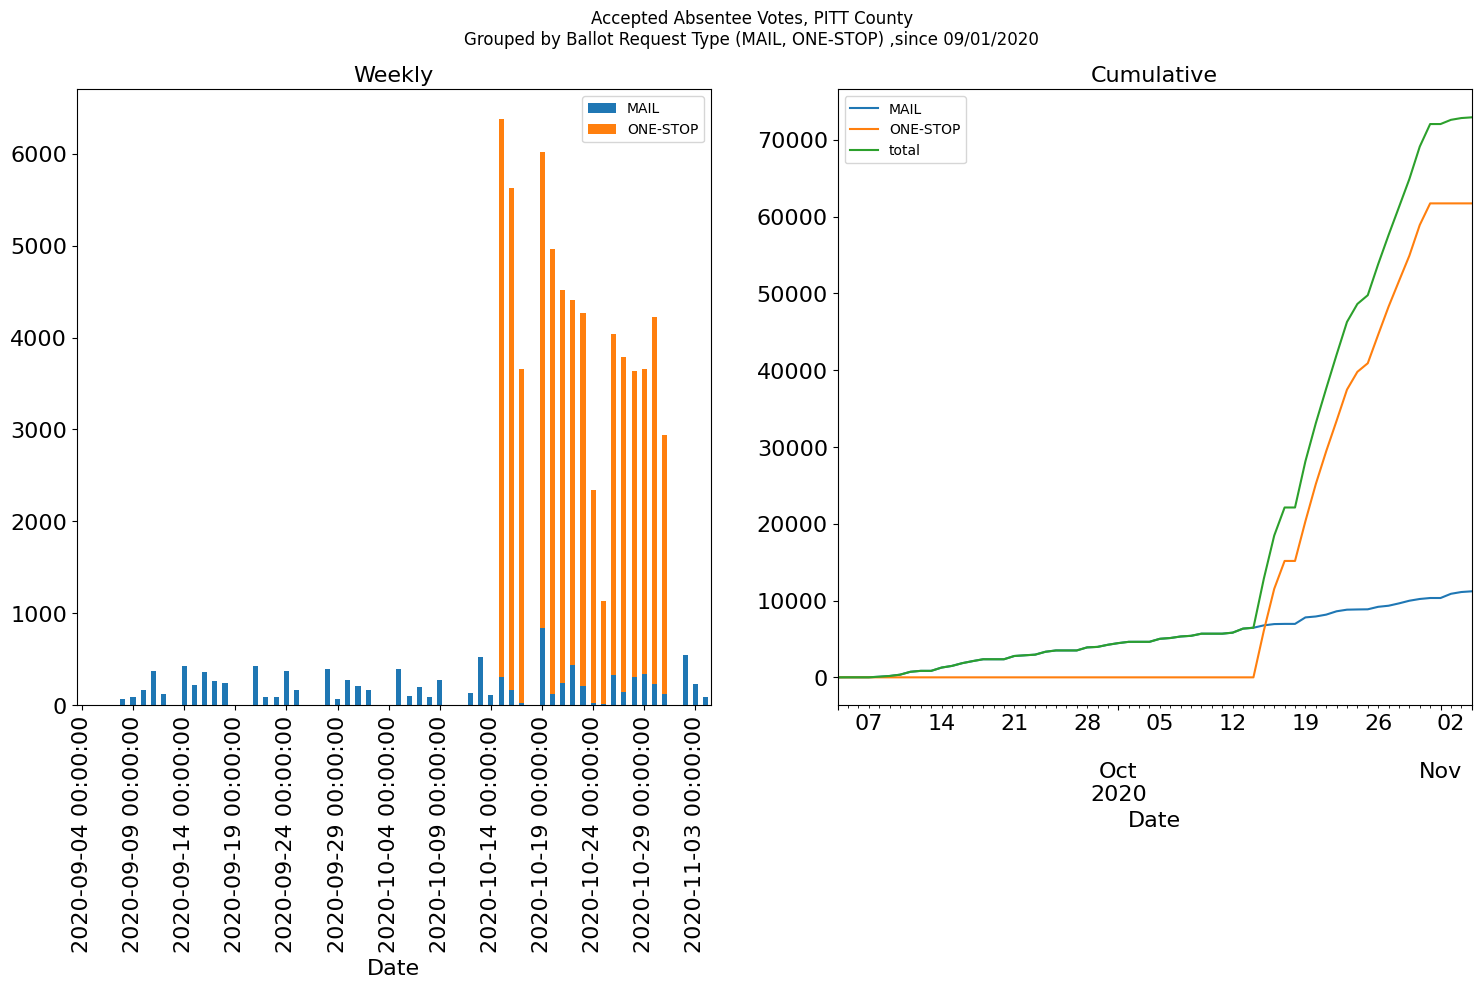 Accepted Absentee Votes, PITT County
Grouped by Ballot Request Type (MAIL, ONE-STOP) ,since 09/01/2020
Weekly
MAIL
ONE-STOP
6000
5000
4000
3000
2000
1000
0
2020-09-04 00:00:00
2020-09-09 00:00:00
2020-09-14 00:00:00
2020-09-19 00:00:00
2020-09-24 00:00:00
2020-09-29 00:00:00
2020-10-04 00:00:00
2020-10-09 00:00:00
2020-10-14 00:00:00
2020-10-19 00:00:00
2020-10-24 00:00:00
2020-10-29 00:00:00
2020-11-03 00:00:00
Date
Cumulative
MAIL
ONE-STOP
total
70000
60000
50000
40000
30000
20000
10000
0
07 14 21 28 05 12 19 26 02
Oct Nov
2020
Date